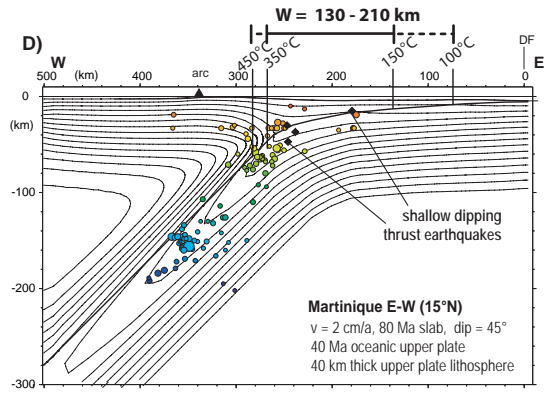 W = 130 - 210 km
D)
W
450°C
350°C
150°C
100°C
DF
E
500 (km) 400 arc 300 200 100 0
0
(km)
-100
-200
-300
shallow dipping
thrust earthquakes
Martinique E-W (15°N)
v = 2 cm/a, 80 Ma slab, dip = 45°
40 Ma oceanic upper plate
40 km thick upper plate lithosphere